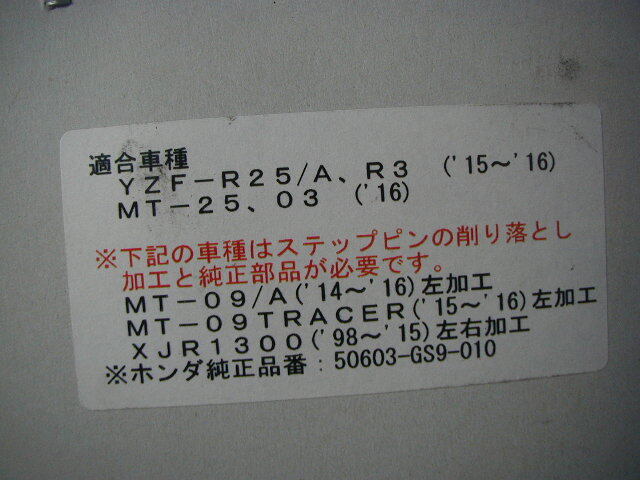 適合車種
YZF−R25/A、R3 ('15〜'16)
MT−25、03 ('16)
※下記の車種はステップピンの削り落とし
加工と純正部品が必要です。
MT−09/A('14〜'16)左加工
MT−09TRACER('15〜'16)左加工
XJR1300('98〜'15)左右加工
※ホンダ純正品番：50603-GS9-010